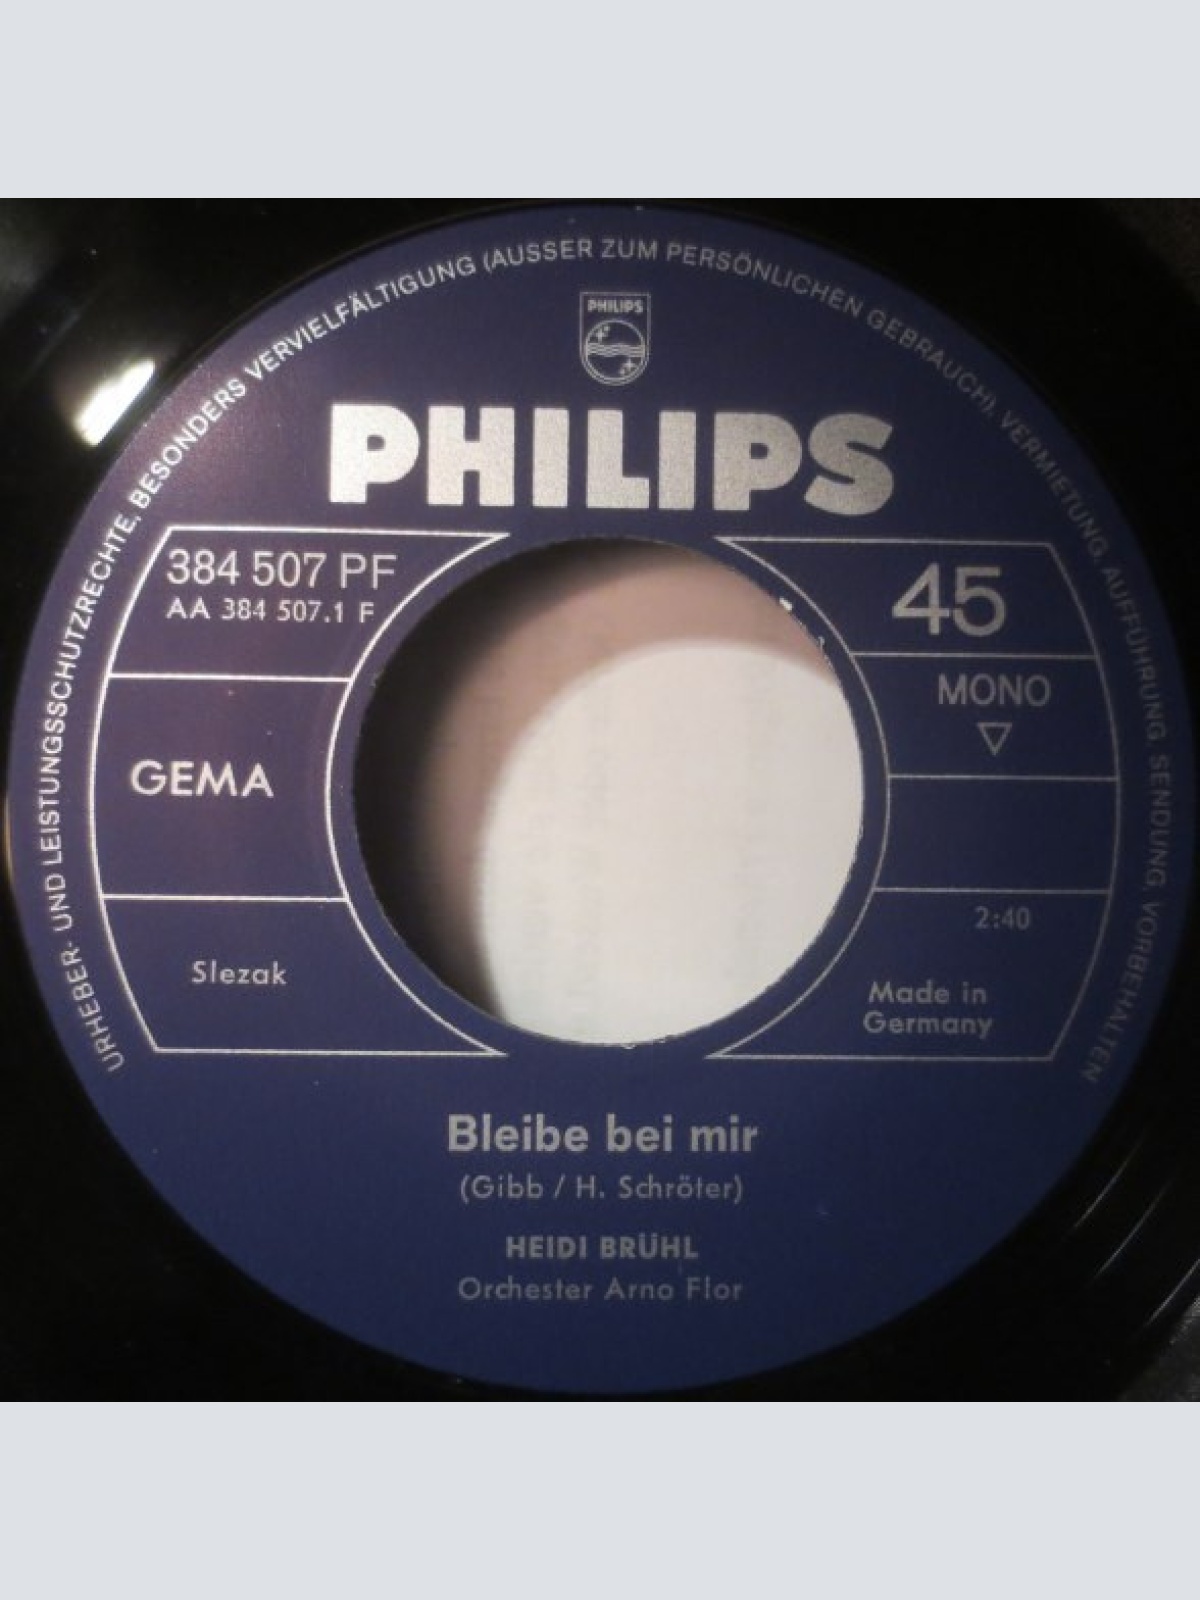 URHEBER- UND LEISTUNGSSCHUTZRECHTE, BESONDERS VERVIELFÄLTIGUNG (AUSSER ZUM PERSÖNLICHEN GEBRAUCH), VERMIETUNG, AUFFÜHRUNG, SENDUNG, VORBEHALTEN
PHILIPS
PHILIPS
384 507 PF
AA 384 507.1 F
45
MONO
GEMA
2:40
Slezak
Made in
Germany
Bleibe bei mir
(Gibb / H. Schröter)
HEIDI BRÜHL
Orchester Arno Flor